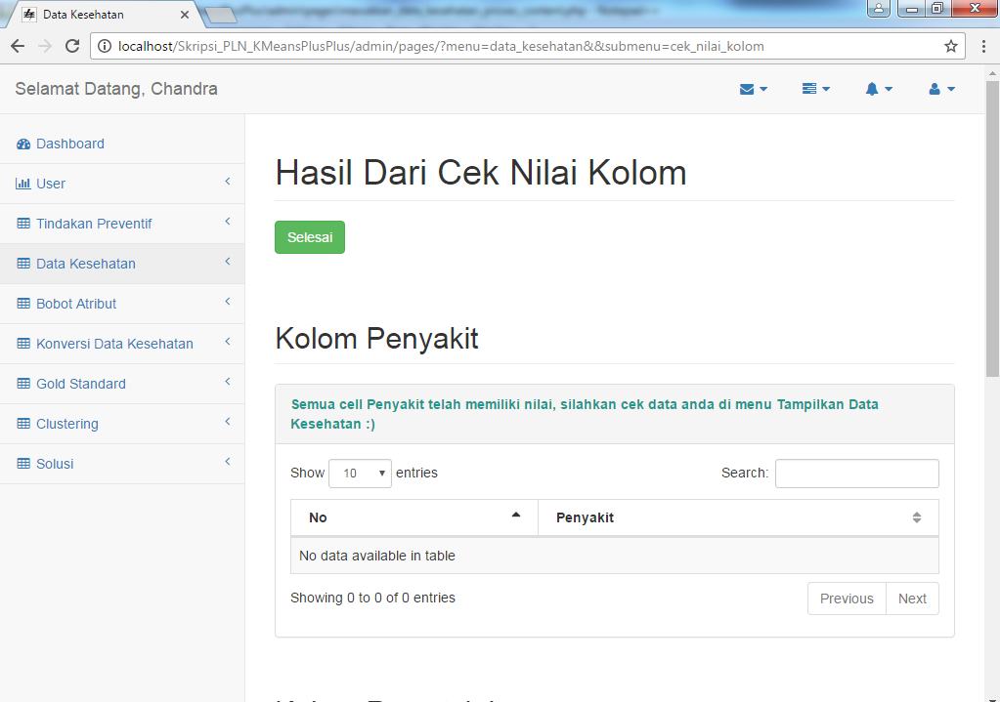 Data Kesehatan
localhost/Skripsi_PLN_KMeansPlusPlus/admin/pages/?menu=data_kesehatan&&submenu=cek_nilai_kolom
Selamat Datang, Chandra
Dashboard
User
Tindakan Preventif
Data Kesehatan
Bobot Atribut
Konversi Data Kesehatan
Gold Standard
Clustering
Solusi
Hasil Dari Cek Nilai Kolom
Selesai
Kolom Penyakit
Semua cell Penyakit telah memiliki nilai, silahkan cek data anda di menu Tampilkan Data
Kesehatan :)
Show 10 entries
Search:
No Penyakit
No data available in table
Showing 0 to 0 of 0 entries
Previous Next